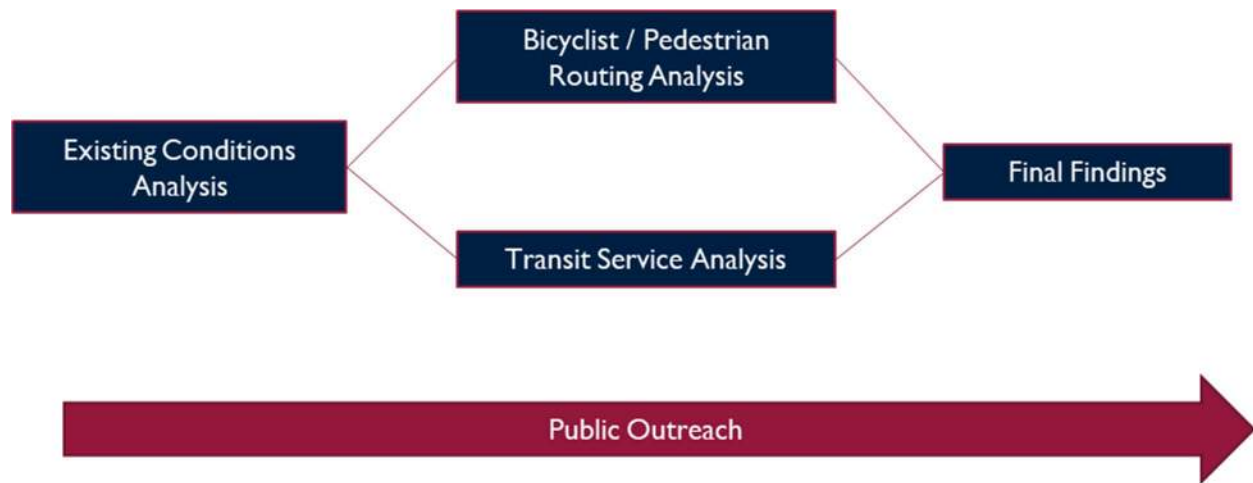 Bicyclist / Pedestrian
Routing Analysis
Existing Conditions
Analysis
Final Findings
Transit Service Analysis
Public Outreach